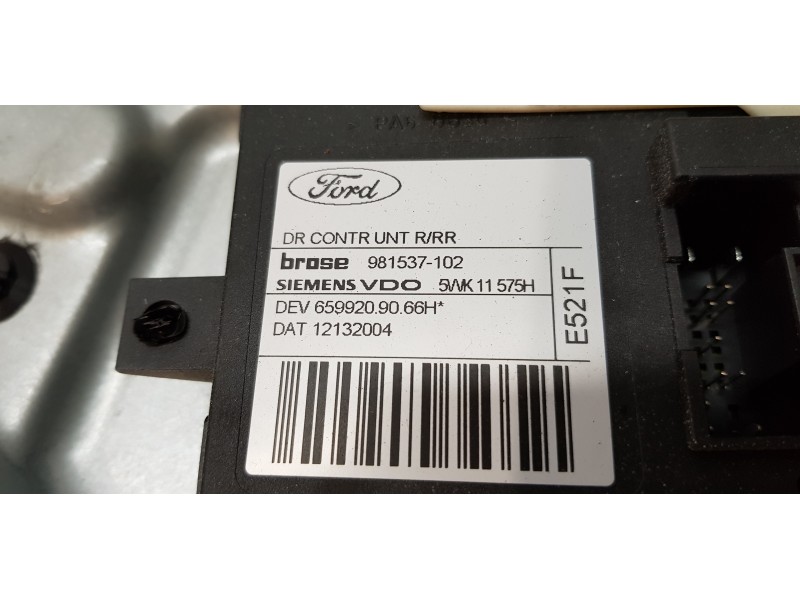 Ford
DR CONTR UNT R/RR
brose 981537-102
SIEMENS VDO 5WK 11 575H
DEV 659920.90.66H*
DAT 12132004
E521F